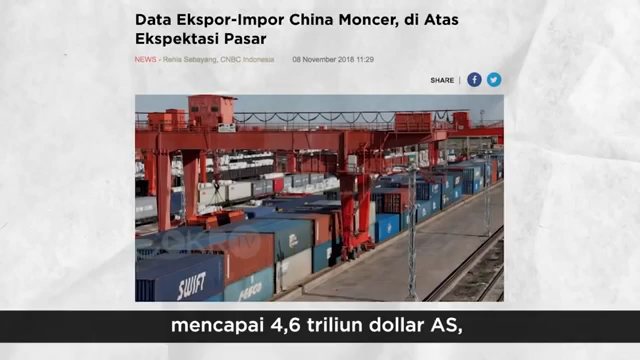 Data Ekspor-Impor China Moncer, di Atas
Ekspektasi Pasar
NEWS - Rehia Sebayang, CNBC Indonesia 08 November 2018 11:29
SHARE
SWIFT
mencapai 4,6 triliun dollar AS,